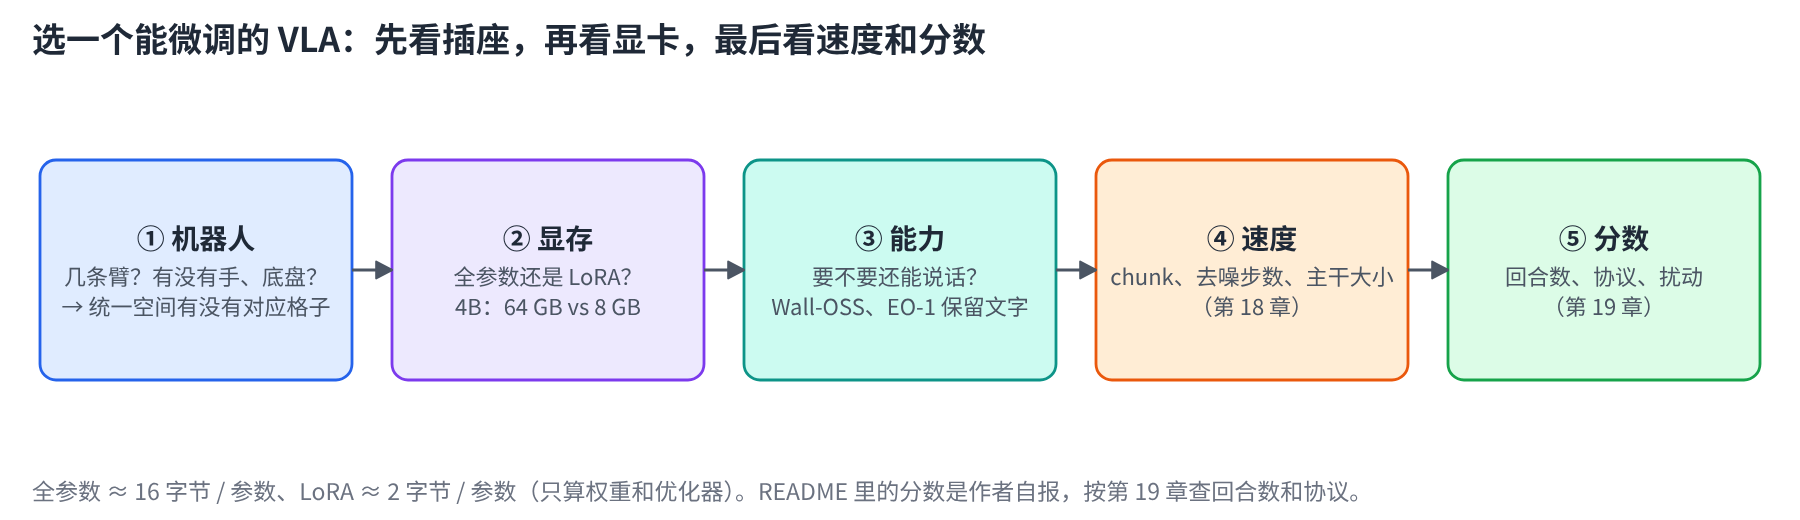 选一个能微调的 VLA：先看插座，再看显卡，最后看速度和分数
① 机器人
几条臂？有没有手、底盘？
→ 统一空间有没有对应格子
② 显存
全参数还是 LoRA？
4B：64 GB vs 8 GB
③ 能力
要不要还能说话？
Wall-OSS、EO-1 保留文字
④ 速度
chunk、去噪步数、主干大小
（第 18 章）
⑤ 分数
回合数、协议、扰动
（第 19 章）
全参数 ≈ 16 字节 / 参数、LoRA ≈ 2 字节 / 参数（只算权重和优化器）。README 里的分数是作者自报，按第 19 章查回合数和协议。